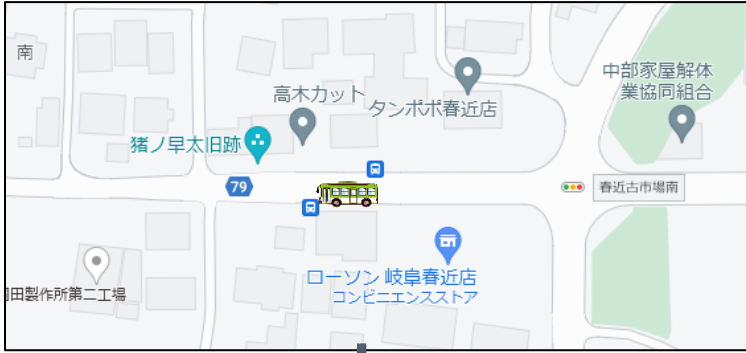 南
中部家屋解体
業協同組合
高木カット
タンポポ春近店
猪ノ早太旧跡
79
春近古市場南
ローソン 岐阜春近店
コンビニエンスストア
田製作所第二工場